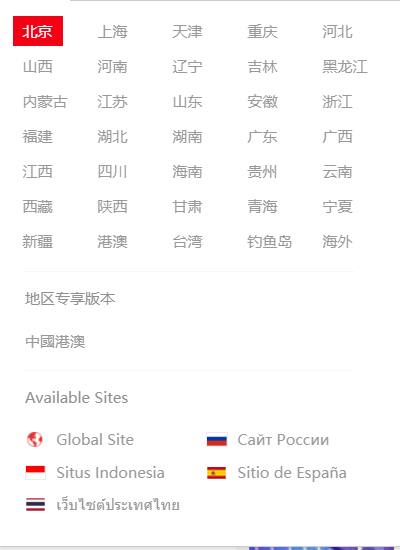 北京 上海 天津 重庆 河北
山西 河南 辽宁 吉林 黑龙江
内蒙古 江苏 山东 安徽 浙江
福建 湖北 湖南 广东 广西
江西 四川 海南 贵州 云南
西藏 陕西 甘肃 青海 宁夏
新疆 港澳 台湾 钓鱼岛 海外
地区专享版本
中國港澳
Available Sites
Global Site Сайт России
Situs Indonesia Sitio de España
เว็บไซต์ประเทศไทย